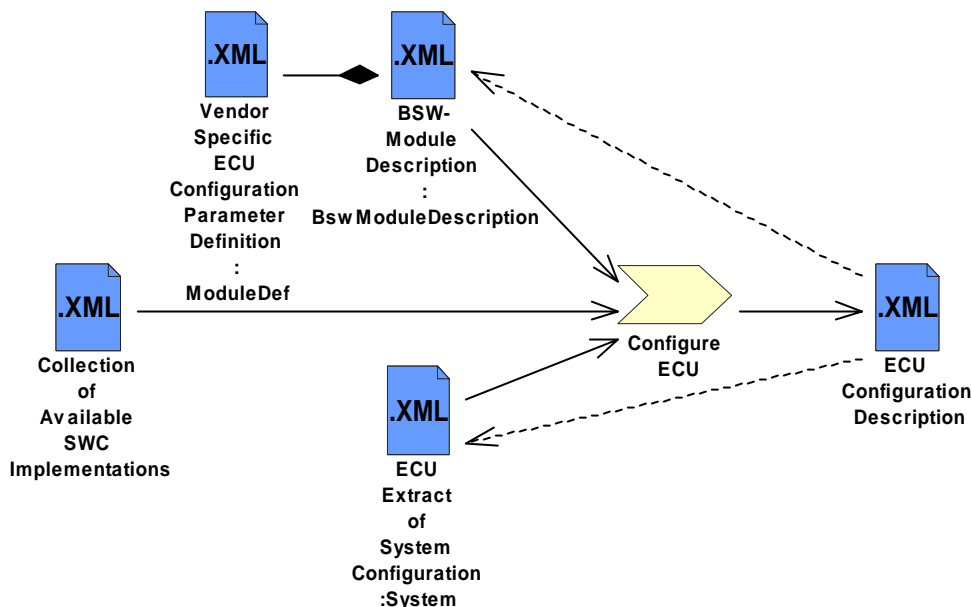 .XML
Vendor
Specific
ECU
Configuration
Parameter
Definition
:
ModuleDef
.XML
BSW-
Module
Description
:
BswModuleDescription
.XML
Collection
of
Available
SWC
Implementations
Configure
ECU
.XML
ECU
Configuration
Description
.XML
ECU
Extract
of
System
Configuration
:System